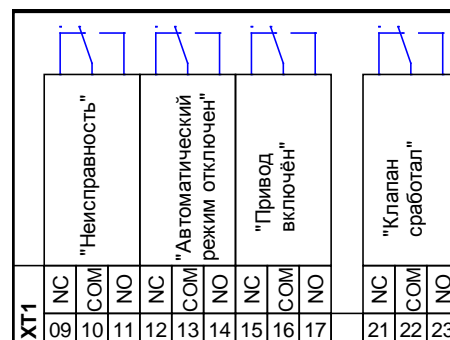 "Неисправность"
"Автоматический
режим отключен"
"Привод
включён"
"Клапан
сработал"
XT1
NC COM NO NC COM NO NC COM NO NC COM NO
09 10 11 12 13 14 15 16 17 21 22 23